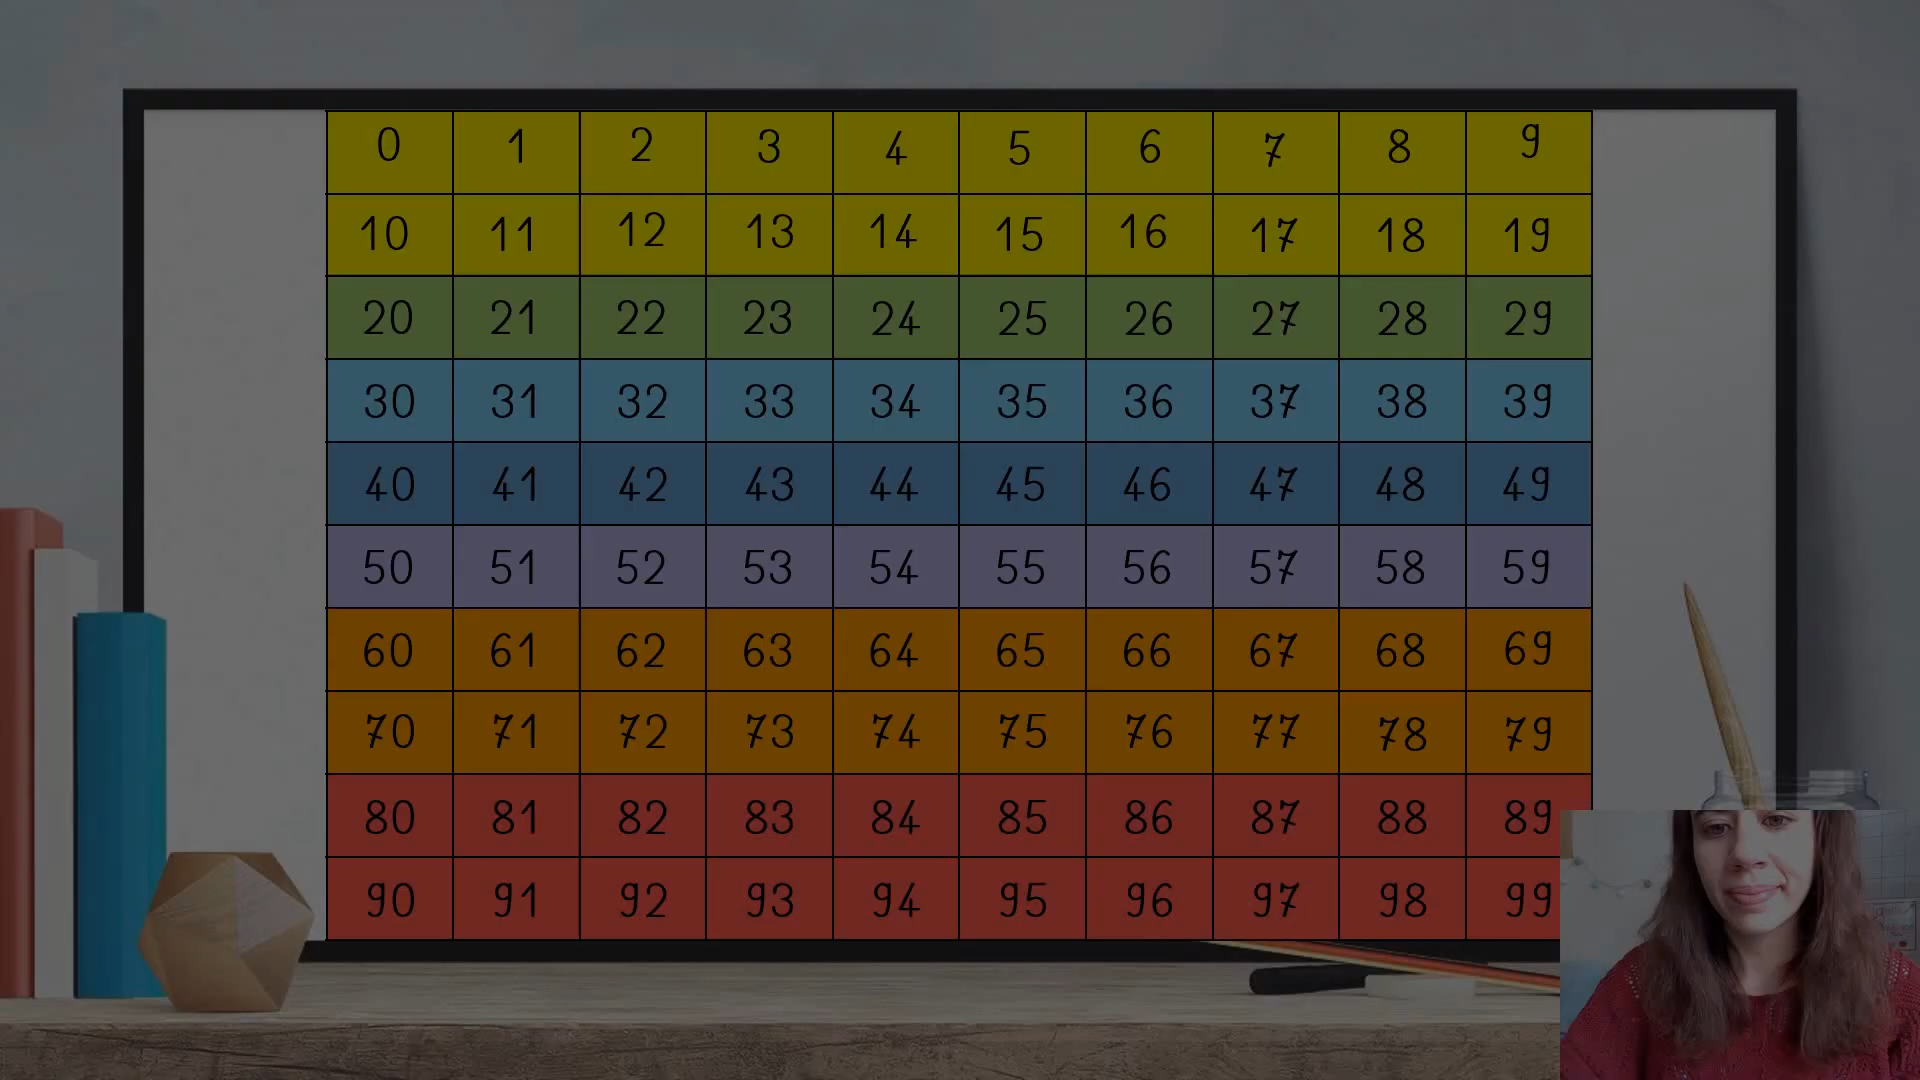 0 1 2 3 4 5 6 7 8 9
10 11 12 13 14 15 16 17 18 19
20 21 22 23 24 25 26 27 28 29
30 31 32 33 34 35 36 37 38 39
40 41 42 43 44 45 46 47 48 49
50 51 52 53 54 55 56 57 58 59
60 61 62 63 64 65 66 67 68 69
70 71 72 73 74 75 76 77 78 79
80 81 82 83 84 85 86 87 88 89
90 91 92 93 94 95 96 97 98 99